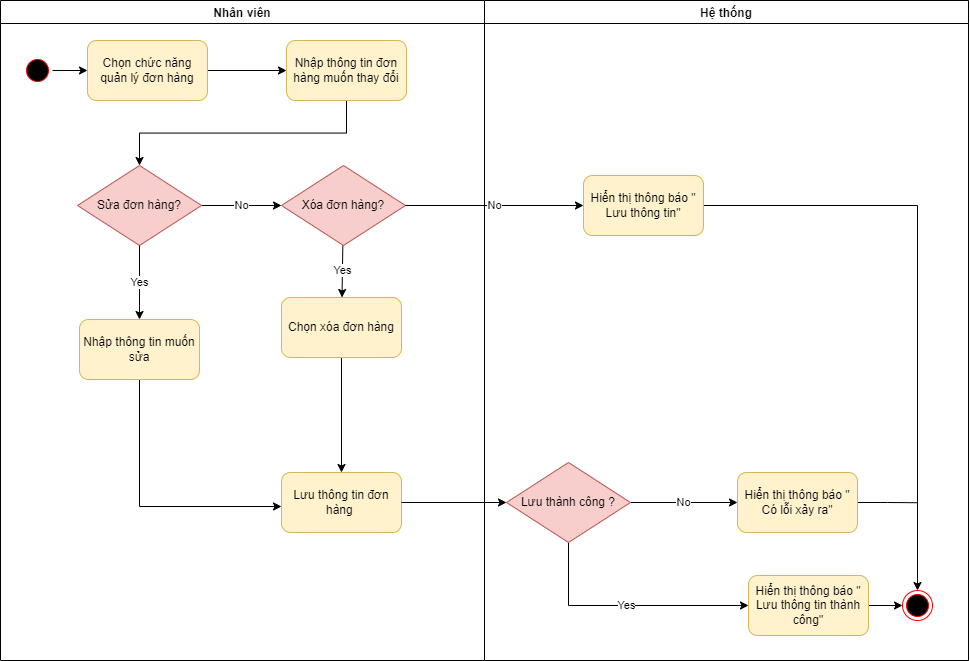 Nhân viên
Hệ thống
Chọn chức năng
quản lý đơn hàng
Nhập thông tin đơn
hàng muốn thay đổi
Sửa đơn hàng?
No
Xóa đơn hàng?
No
Hiển thị thông báo "
Lưu thông tin"
Yes
Yes
Chọn xóa đơn hàng
Nhập thông tin muốn
sửa
Lưu thông tin đơn
hàng
Lưu thành công ?
No
Hiển thị thông báo "
Có lỗi xảy ra"
Yes
Hiển thị thông báo "
Lưu thông tin thành
công"